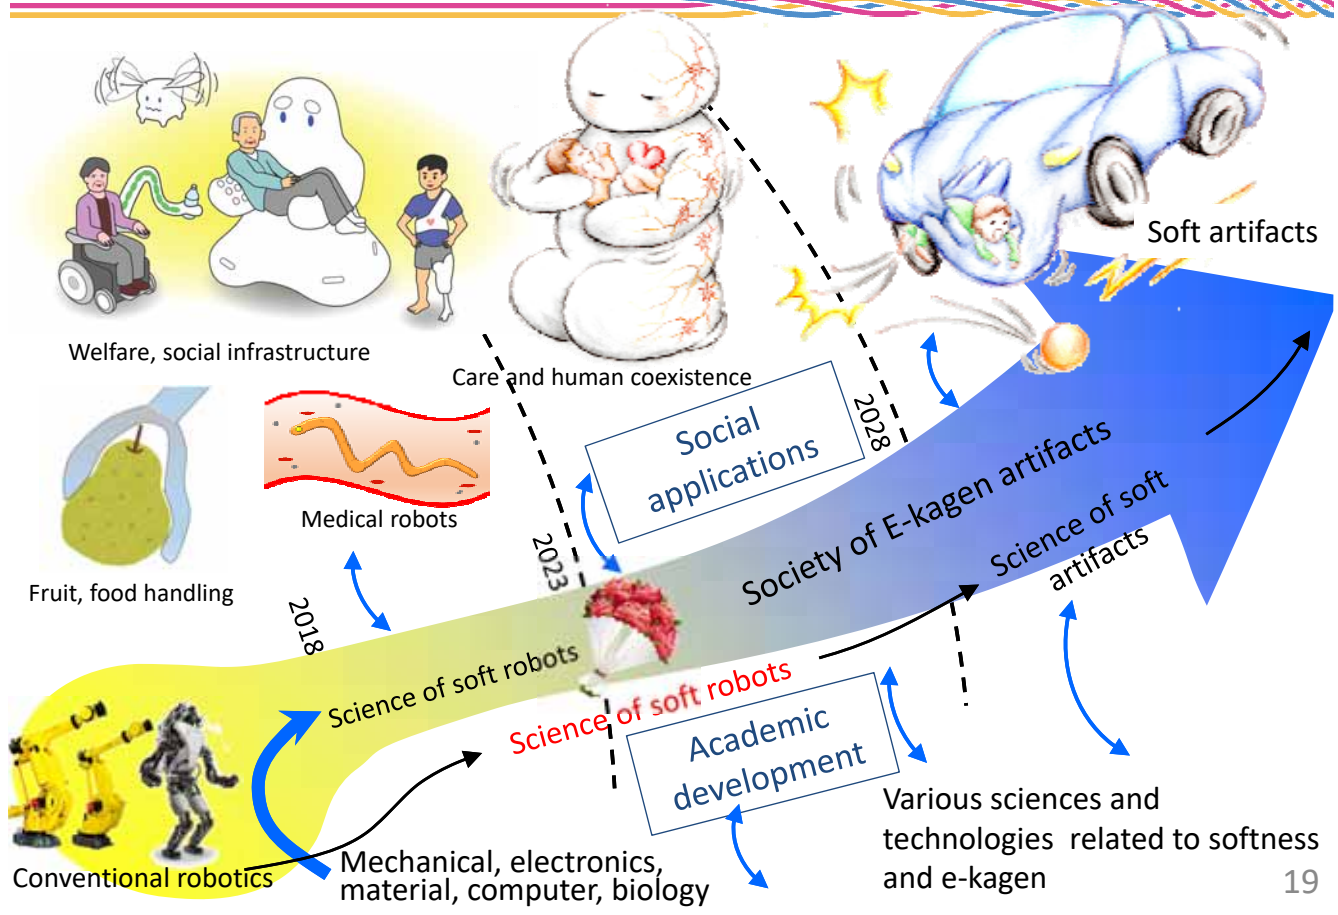 Soft artifacts
Welfare, social infrastructure
Care and human coexistence
Social
applications
2028
Medical robots
2023
Fruit, food handling
2018
Society of E-kagen artifacts
Science of soft
artifacts
Science of soft robots
Science of soft robots
Academic
development
Conventional robotics
Mechanical, electronics,
material, computer, biology
Various sciences and
technologies related to softness
and e-kagen
19